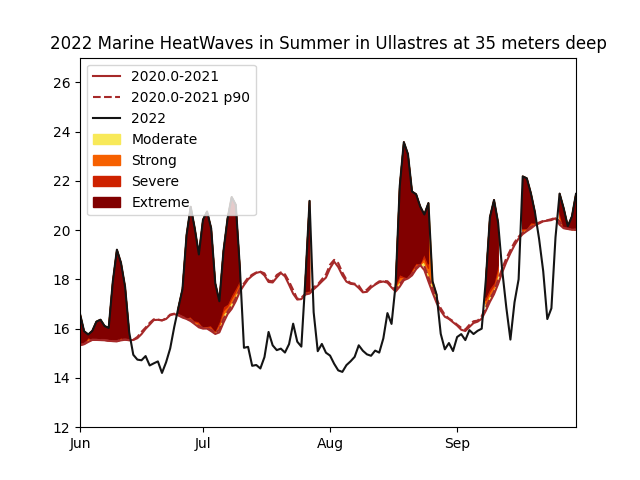 2022 Marine HeatWaves in Summer in Ullastres at 35 meters deep
2020.0-2021
2020.0-2021 p90
2022
Moderate
Strong
Severe
Extreme
26
24
22
20
18
16
14
12
Jun
Jul
Aug
Sep